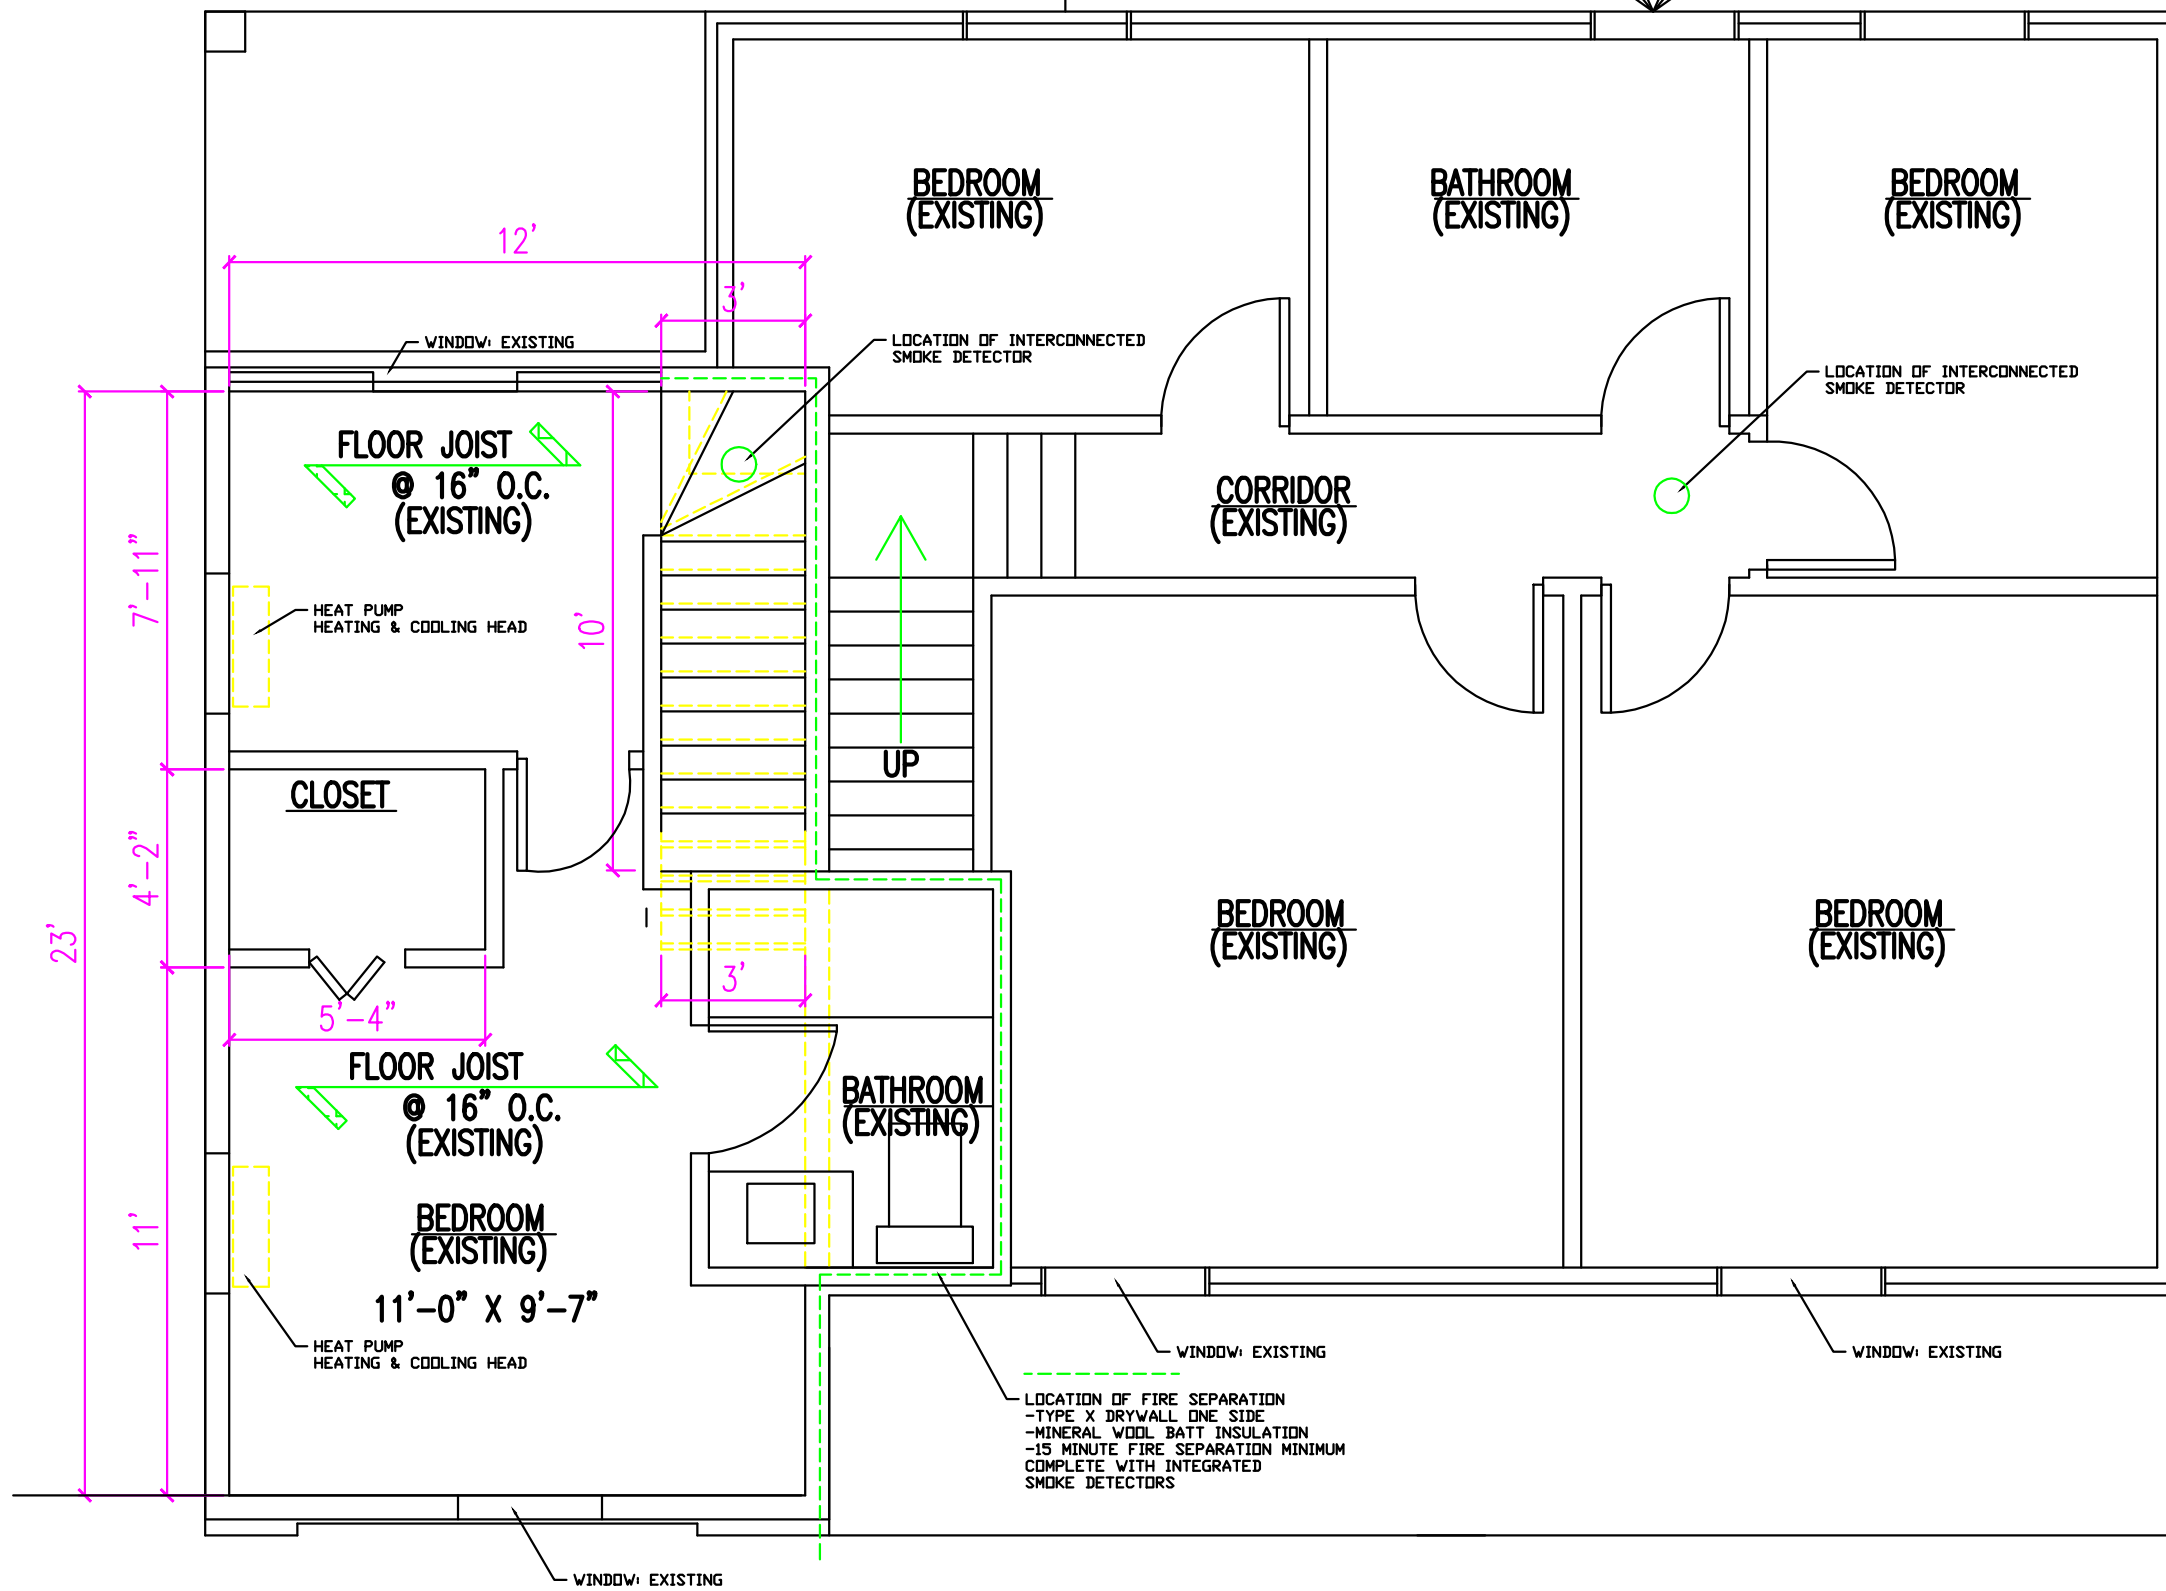 BEDROOM
(EXISTING)
BATHROOM
(EXISTING)
BEDROOM
(EXISTING)
12'
3'
WINDOW: EXISTING
LOCATION OF INTERCONNECTED
SMOKE DETECTOR
LOCATION OF INTERCONNECTED
SMOKE DETECTOR
FLOOR JOIST
@ 16" O.C.
(EXISTING)
CORRIDOR
(EXISTING)
7'-11"
HEAT PUMP
HEATING & COOLING HEAD
10'
UP
CLOSET
4'-2"
23'
BEDROOM
(EXISTING)
BEDROOM
(EXISTING)
3'
5'-4"
FLOOR JOIST
@ 16" O.C.
(EXISTING)
BATHROOM
(EXISTING)
11'
BEDROOM
(EXISTING)
11'-0" X 9'-7"
HEAT PUMP
HEATING & COOLING HEAD
WINDOW: EXISTING
WINDOW: EXISTING
LOCATION OF FIRE SEPARATION
-TYPE X DRYWALL ONE SIDE
-MINERAL WOOL BATT INSULATION
-15 MINUTE FIRE SEPARATION MINIMUM
COMPLETE WITH INTEGRATED
SMOKE DETECTORS
WINDOW: EXISTING